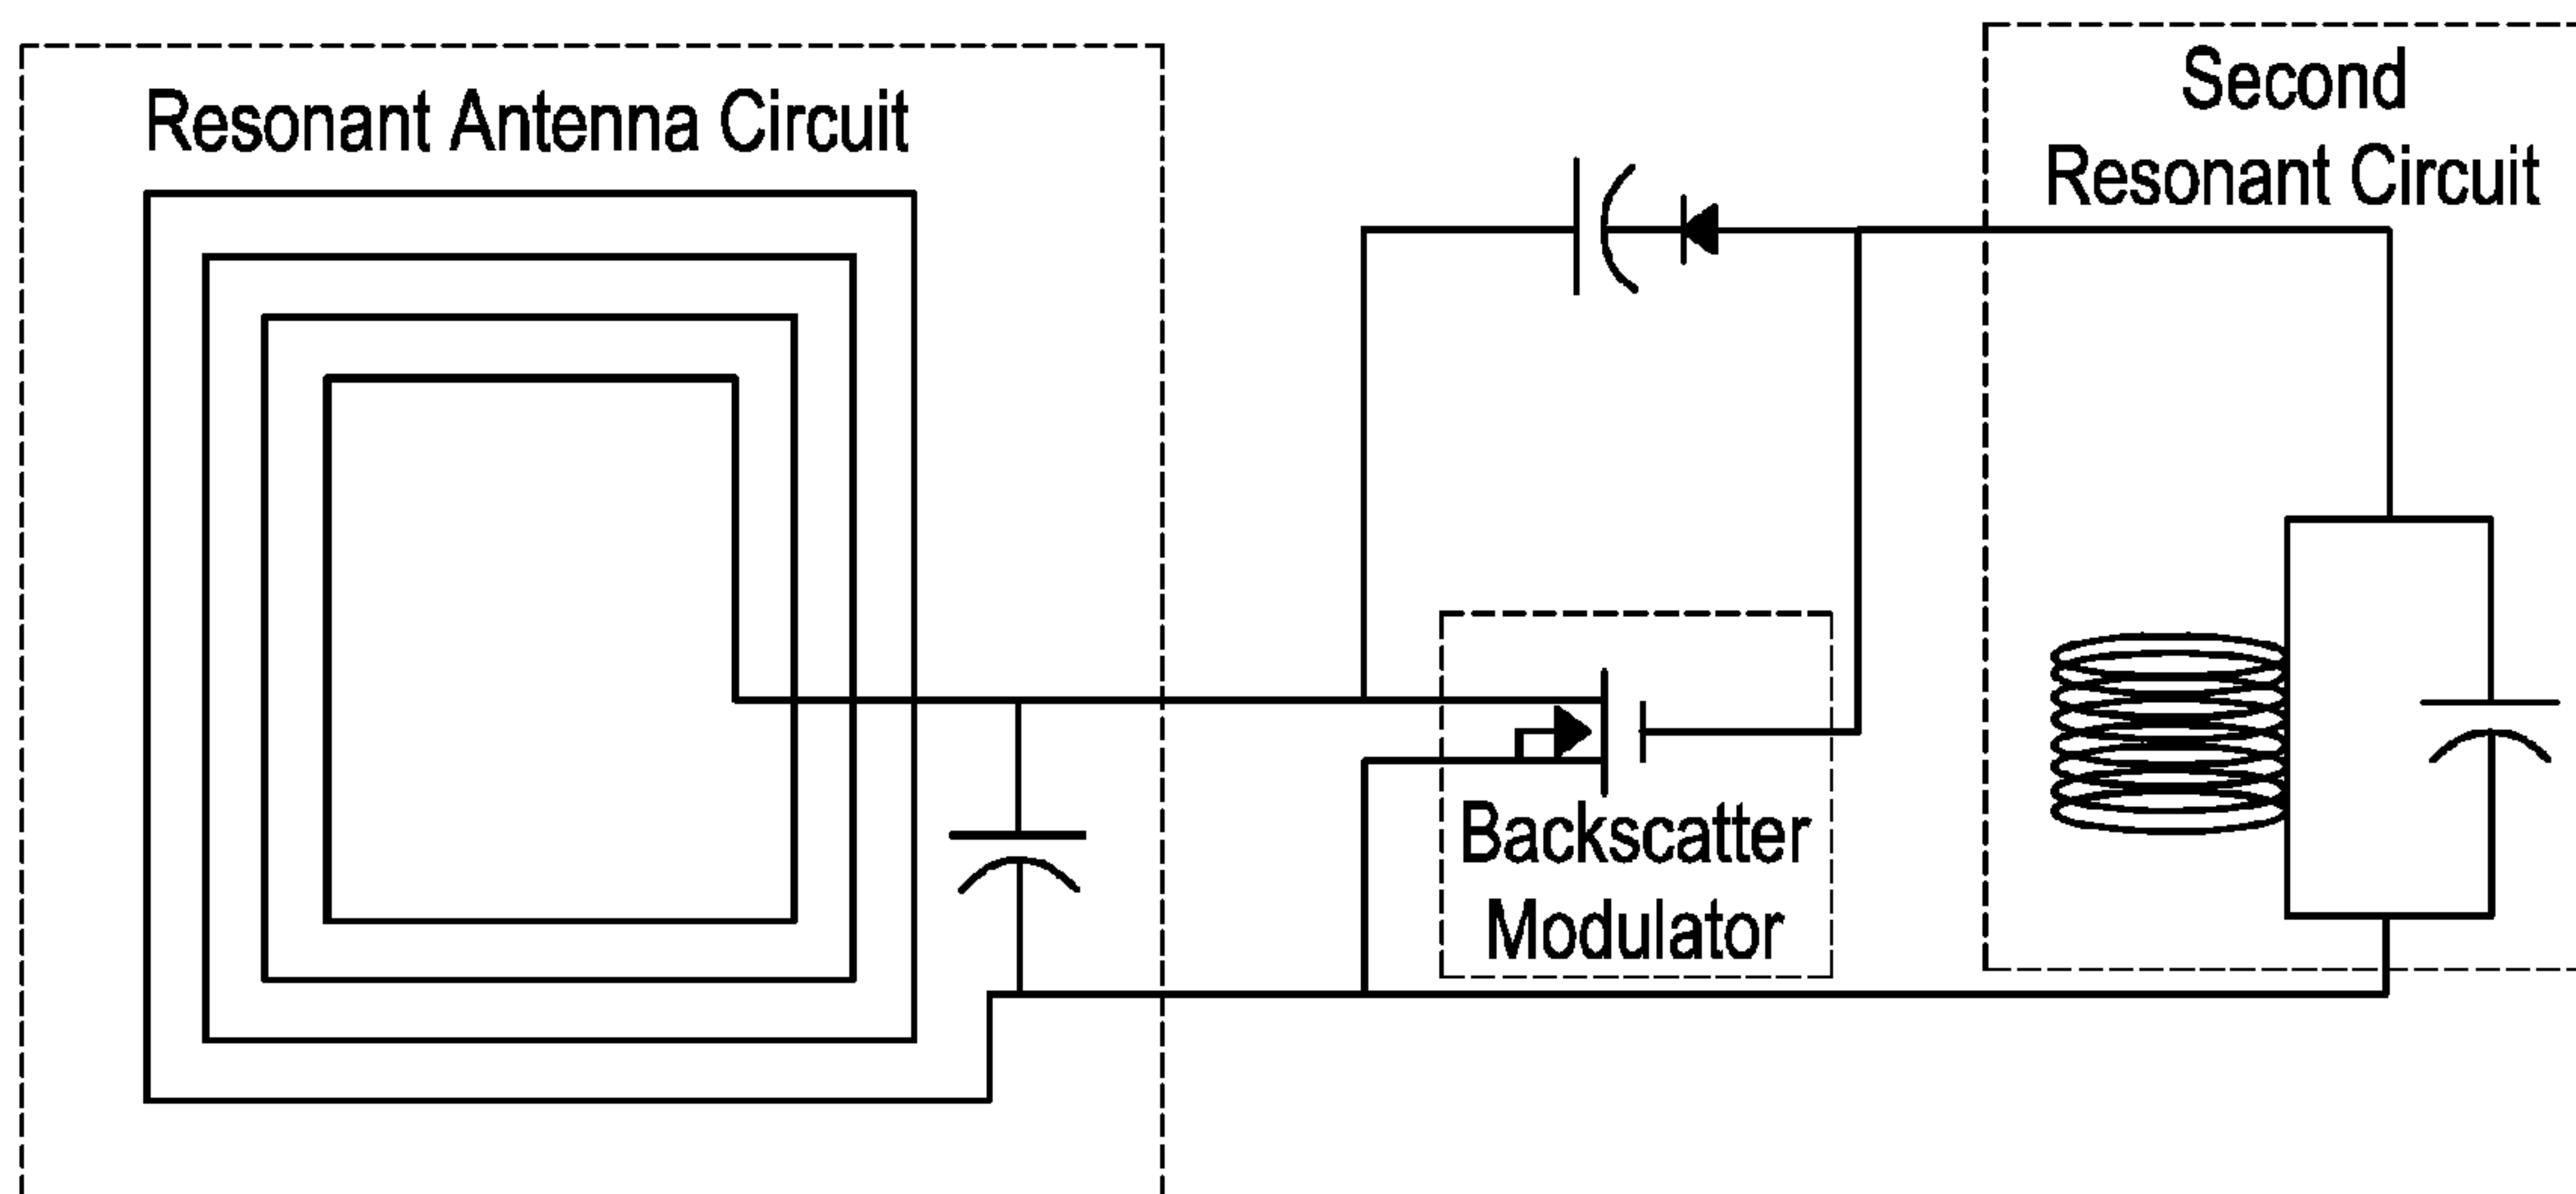 Resonant Antenna Circuit
Second
Resonant Circuit
Backscatter
Modulator